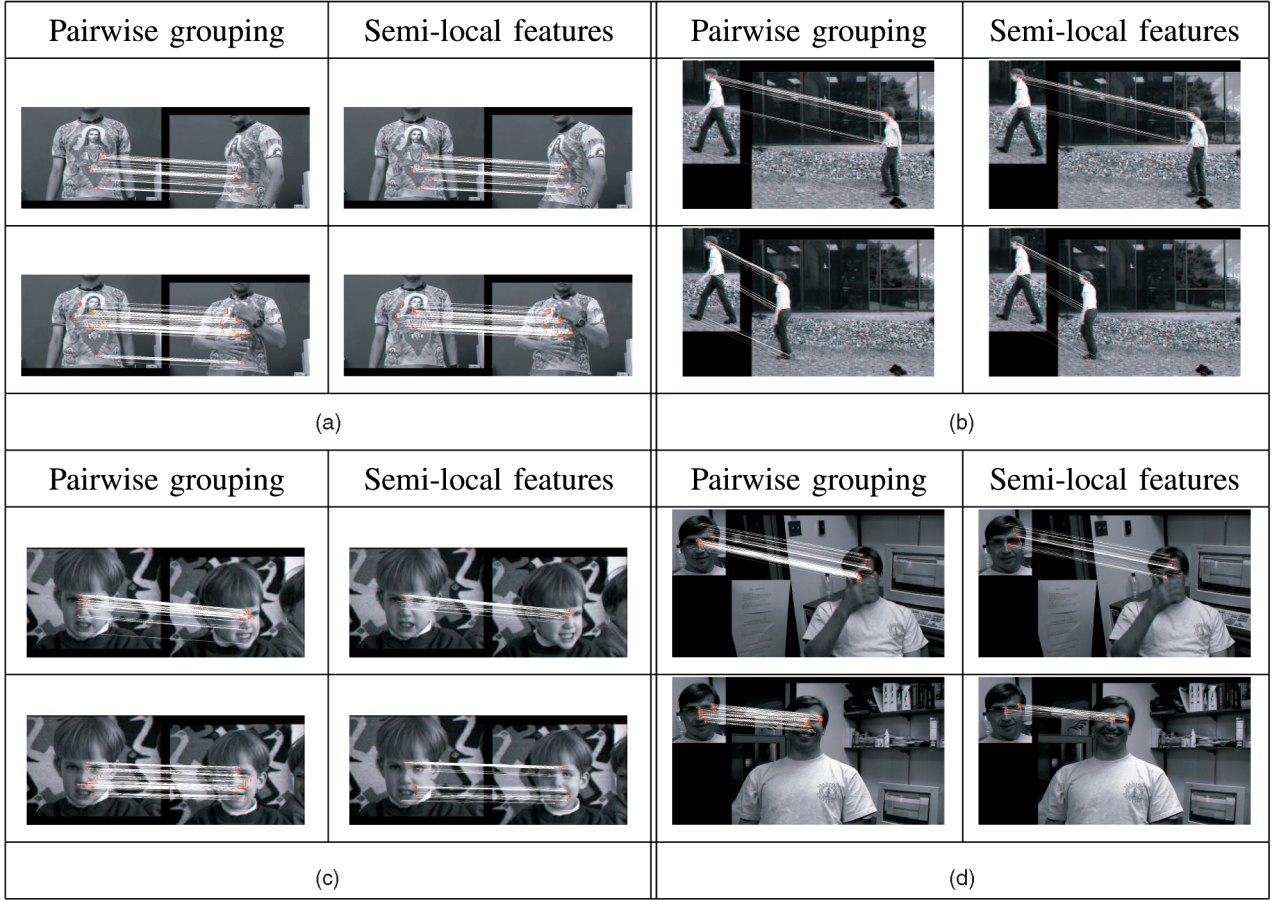 Pairwise grouping Semi-local features Pairwise grouping Semi-local features
(a) (b)
Pairwise grouping Semi-local features Pairwise grouping Semi-local features
(c) (d)